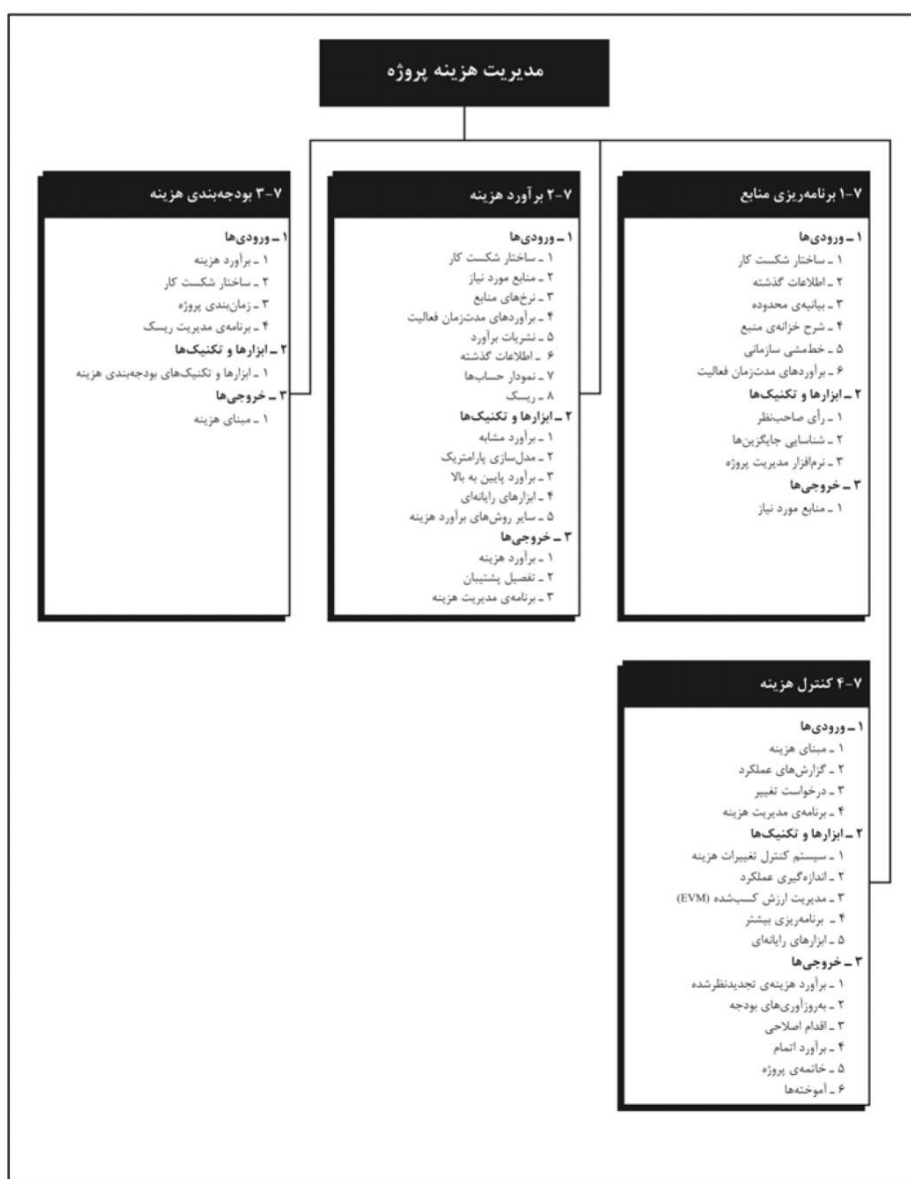 مدیریت هزینه پروژه
۷-۱ برنامه‌ریزی منابع
۱ ـ ورودی‌ها
۱ ـ ساختار شکست کار
۲ ـ اطلاعات گذشته
۳ ـ بیانیه‌ی محدوده
۴ ـ شرح خزانه‌ی منبع
۵ ـ خط‌مشی سازمانی
۶ ـ برآوردهای مدت‌زمان فعالیت
۲ ـ ابزارها و تکنیک‌ها
۱ ـ رأی صاحب‌نظر
۲ ـ شناسایی جایگزین‌ها
۳ ـ نرم‌افزار مدیریت پروژه
۳ ـ خروجی‌ها
۱ ـ منابع مورد نیاز
۷-۲ برآورد هزینه
۱ ـ ورودی‌ها
۱ ـ ساختار شکست کار
۲ ـ منابع مورد نیاز
۳ ـ نرخ‌های منابع
۴ ـ برآوردهای مدت‌زمان فعالیت
۵ ـ نشریات برآورد
۶ ـ اطلاعات گذشته
۷ ـ نمودار حساب‌ها
۸ ـ ریسک
۲ ـ ابزارها و تکنیک‌ها
۱ ـ برآورد مشابه
۲ ـ مدل‌سازی پارامتریک
۳ ـ برآورد پایین به بالا
۴ ـ ابزارهای رایانه‌ای
۵ ـ سایر روش‌های برآورد هزینه
۳ ـ خروجی‌ها
۱ ـ برآورد هزینه
۲ ـ تفصیل پشتیبان
۳ ـ برنامه‌ی مدیریت هزینه
۷-۳ بودجه‌بندی هزینه
۱ ـ ورودی‌ها
۱ ـ برآورد هزینه
۲ ـ ساختار شکست کار
۳ ـ زمان‌بندی پروژه
۴ ـ برنامه‌ی مدیریت ریسک
۲ ـ ابزارها و تکنیک‌ها
۱ ـ ابزارها و تکنیک‌های بودجه‌بندی هزینه
۳ ـ خروجی‌ها
۱ ـ مبنای هزینه
۷-۴ کنترل هزینه
۱ ـ ورودی‌ها
۱ ـ مبنای هزینه
۲ ـ گزارش‌های عملکرد
۳ ـ درخواست تغییر
۴ ـ برنامه‌ی مدیریت هزینه
۲ ـ ابزارها و تکنیک‌ها
۱ ـ سیستم کنترل تغییرات هزینه
۲ ـ اندازه‌گیری عملکرد
۳ ـ مدیریت ارزش کسب‌شده (EVM)
۴ ـ برنامه‌ریزی بیشتر
۵ ـ ابزارهای رایانه‌ای
۳ ـ خروجی‌ها
۱ ـ برآورد هزینه‌ی تجدیدنظرشده
۲ ـ به‌روزآوری‌های بودجه
۳ ـ اقدام اصلاحی
۴ ـ برآورد اتمام
۵ ـ خاتمه‌ی پروژه
۶ ـ آموخته‌ها